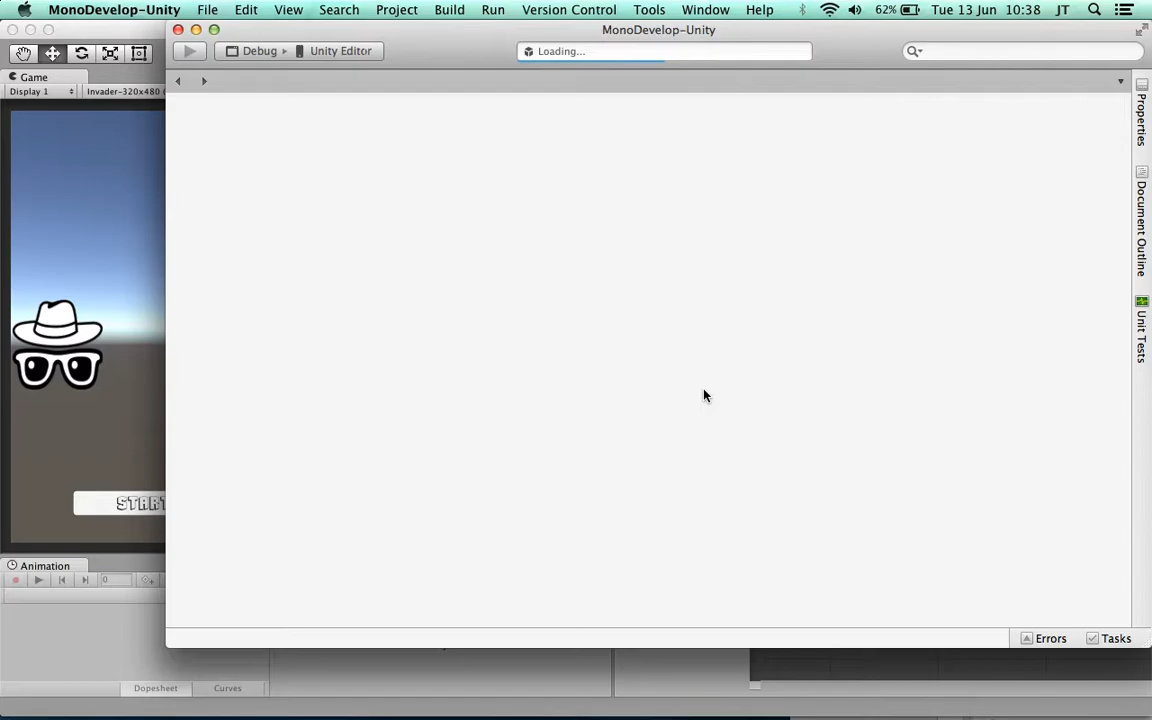 MonoDevelop-Unity File Edit View Search Project Build Run Version Control Tools Window Help 62% Tue 13 Jun 10:38 JT
MonoDevelop-Unity
Debug Unity Editor Loading...
Game
Display 1 Invader-320x480
Properties
Document Outline
Unit Tests
START
Animation
0
Errors Tasks
Dopesheet Curves